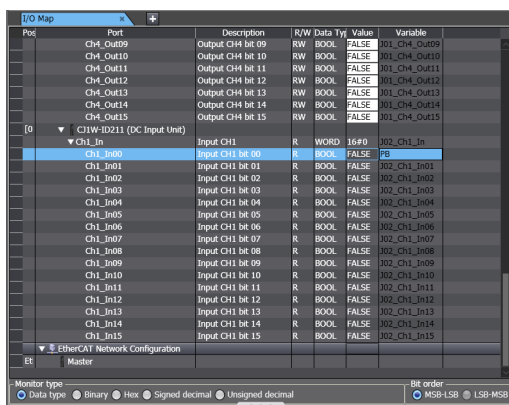 I/O Map × +
Pos Port Description R/W Data Typ Value Variable
Ch4_Out09 Output CH4 bit 09 RW BOOL FALSE J01_Ch4_Out09
Ch4_Out10 Output CH4 bit 10 RW BOOL FALSE J01_Ch4_Out10
Ch4_Out11 Output CH4 bit 11 RW BOOL FALSE J01_Ch4_Out11
Ch4_Out12 Output CH4 bit 12 RW BOOL FALSE J01_Ch4_Out12
Ch4_Out13 Output CH4 bit 13 RW BOOL FALSE J01_Ch4_Out13
Ch4_Out14 Output CH4 bit 14 RW BOOL FALSE J01_Ch4_Out14
Ch4_Out15 Output CH4 bit 15 RW BOOL FALSE J01_Ch4_Out15
[0 ▼ CJ1W-ID211 (DC Input Unit)
▼Ch1_In Input CH1 R WORD 16#0 J02_Ch1_In
Ch1_In00 Input CH1 bit 00 R BOOL FALSE PB
Ch1_In01 Input CH1 bit 01 R BOOL FALSE J02_Ch1_In01
Ch1_In02 Input CH1 bit 02 R BOOL FALSE J02_Ch1_In02
Ch1_In03 Input CH1 bit 03 R BOOL FALSE J02_Ch1_In03
Ch1_In04 Input CH1 bit 04 R BOOL FALSE J02_Ch1_In04
Ch1_In05 Input CH1 bit 05 R BOOL FALSE J02_Ch1_In05
Ch1_In06 Input CH1 bit 06 R BOOL FALSE J02_Ch1_In06
Ch1_In07 Input CH1 bit 07 R BOOL FALSE J02_Ch1_In07
Ch1_In08 Input CH1 bit 08 R BOOL FALSE J02_Ch1_In08
Ch1_In09 Input CH1 bit 09 R BOOL FALSE J02_Ch1_In09
Ch1_In10 Input CH1 bit 10 R BOOL FALSE J02_Ch1_In10
Ch1_In11 Input CH1 bit 11 R BOOL FALSE J02_Ch1_In11
Ch1_In12 Input CH1 bit 12 R BOOL FALSE J02_Ch1_In12
Ch1_In13 Input CH1 bit 13 R BOOL FALSE J02_Ch1_In13
Ch1_In14 Input CH1 bit 14 R BOOL FALSE J02_Ch1_In14
Ch1_In15 Input CH1 bit 15 R BOOL FALSE J02_Ch1_In15
▼ EtherCAT Network Configuration
Et Master
Monitor type Bit order
Data type Binary Hex Signed decimal Unsigned decimal MSB-LSB LSB-MSB